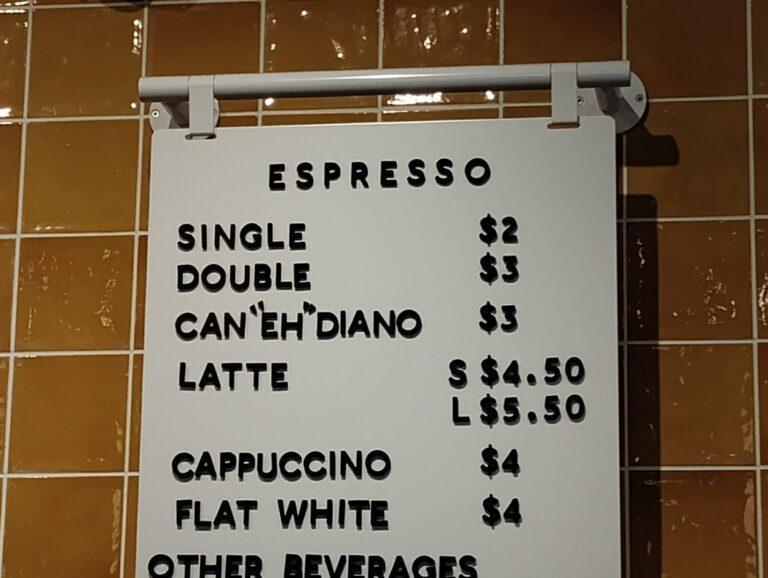 ESPRESSO
SINGLE $2
DOUBLE $3
CAN"EH"DIANO $3
LATTE S $4.50
L $5.50
CAPPUCCINO $4
FLAT WHITE $4
OTHER BEVERAGES